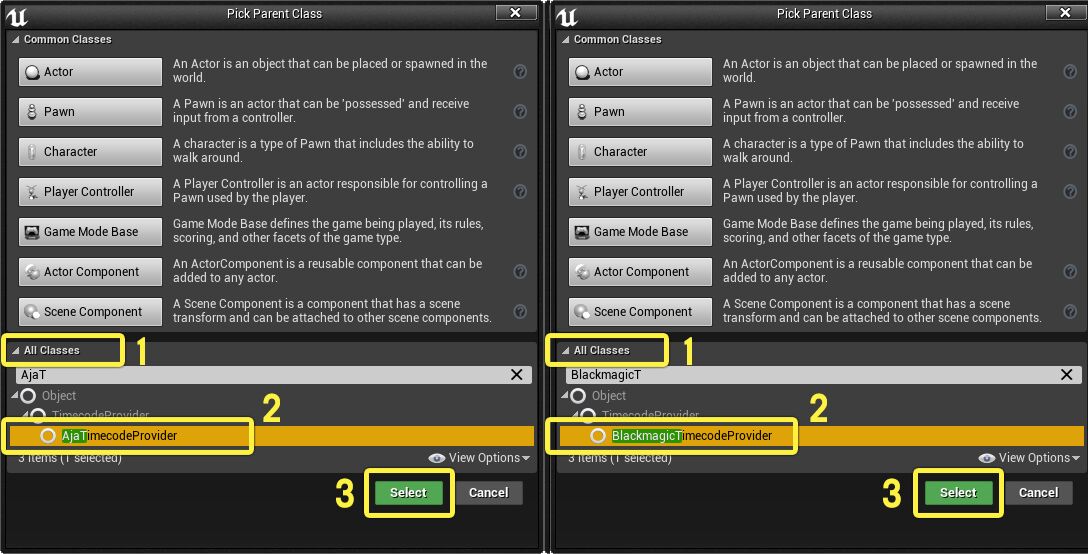 Pick Parent Class
Common Classes
Actor
An Actor is an object that can be placed or spawned in the
world.
Pawn
A Pawn is an actor that can be 'possessed' and receive
input from a controller.
Character
A character is a type of Pawn that includes the ability to
walk around.
Player Controller
A Player Controller is an actor responsible for controlling a
Pawn used by the player.
Game Mode Base
Game Mode Base defines the game being played, its rules,
scoring, and other facets of the game type.
Actor Component
An ActorComponent is a reusable component that can be
added to any actor.
Scene Component
A Scene Component is a component that has a scene
transform and can be attached to other scene components.
All Classes
1
AjaT
Object
TimecodeProvider
2
AjaTimecodeProvider
3 items (1 selected)
View Options
3
Select
Cancel
Pick Parent Class
Common Classes
Actor
An Actor is an object that can be placed or spawned in the
world.
Pawn
A Pawn is an actor that can be 'possessed' and receive
input from a controller.
Character
A character is a type of Pawn that includes the ability to
walk around.
Player Controller
A Player Controller is an actor responsible for controlling a
Pawn used by the player.
Game Mode Base
Game Mode Base defines the game being played, its rules,
scoring, and other facets of the game type.
Actor Component
An ActorComponent is a reusable component that can be
added to any actor.
Scene Component
A Scene Component is a component that has a scene
transform and can be attached to other scene components.
All Classes
1
BlackmagicT
Object
TimecodeProvider
2
BlackmagicTimecodeProvider
3 items (1 selected)
View Options
3
Select
Cancel